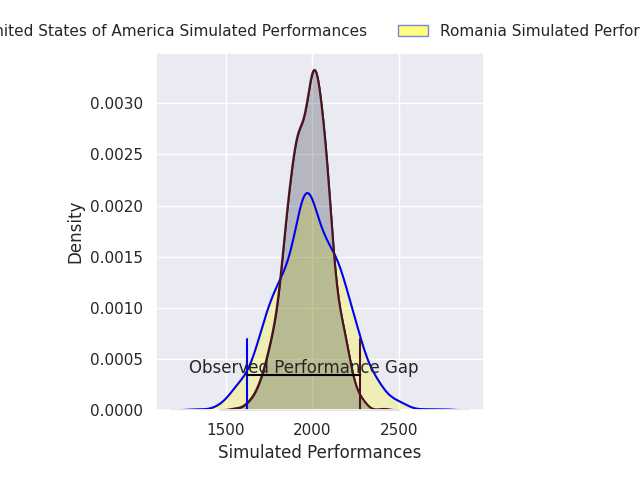 United States of America Simulated Performances Romania Simulated Perfor
0.0030
0.0025
0.0020
0.0015
0.0010
0.0005
0.0000
Density
Observed Performance Gap
1500 2000 2500
Simulated Performances